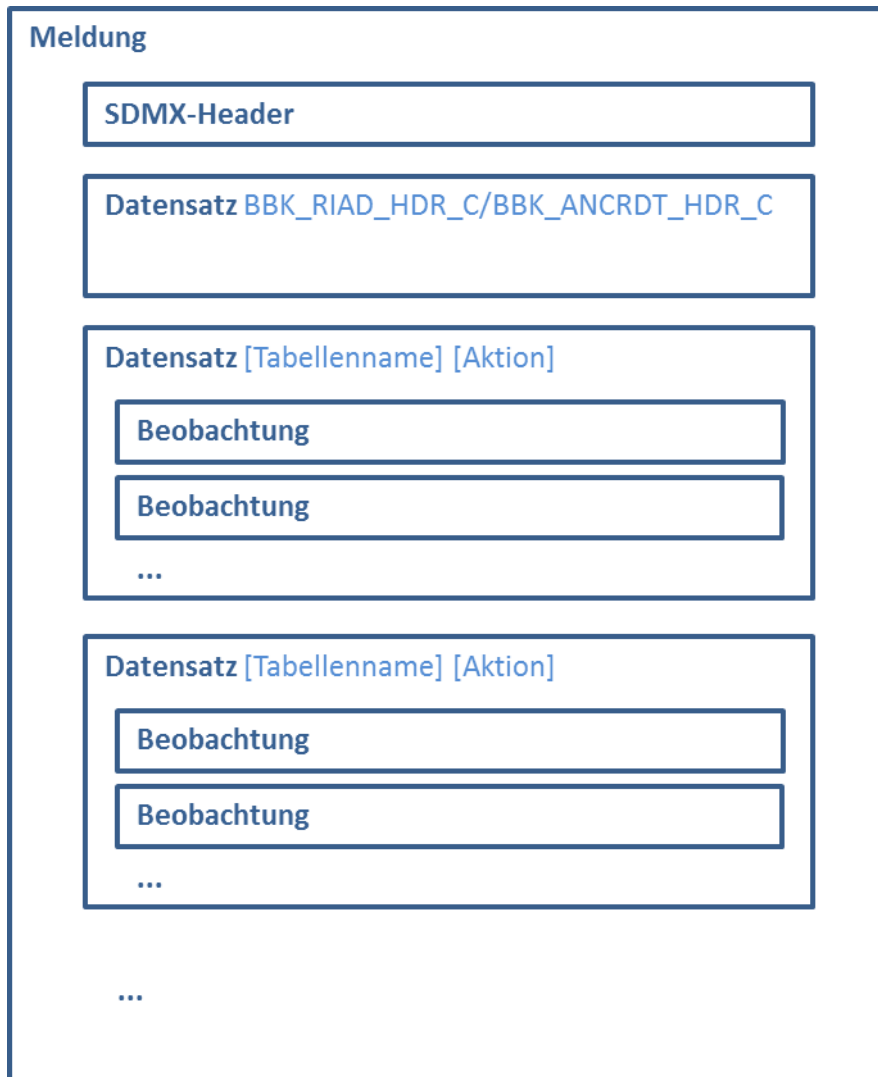 Meldung
SDMX-Header
Datensatz BBK_RIAD_HDR_C/BBK_ANCRDT_HDR_C
Datensatz [Tabellenname] [Aktion]
Beobachtung
Beobachtung
...
Datensatz [Tabellenname] [Aktion]
Beobachtung
Beobachtung
...
...